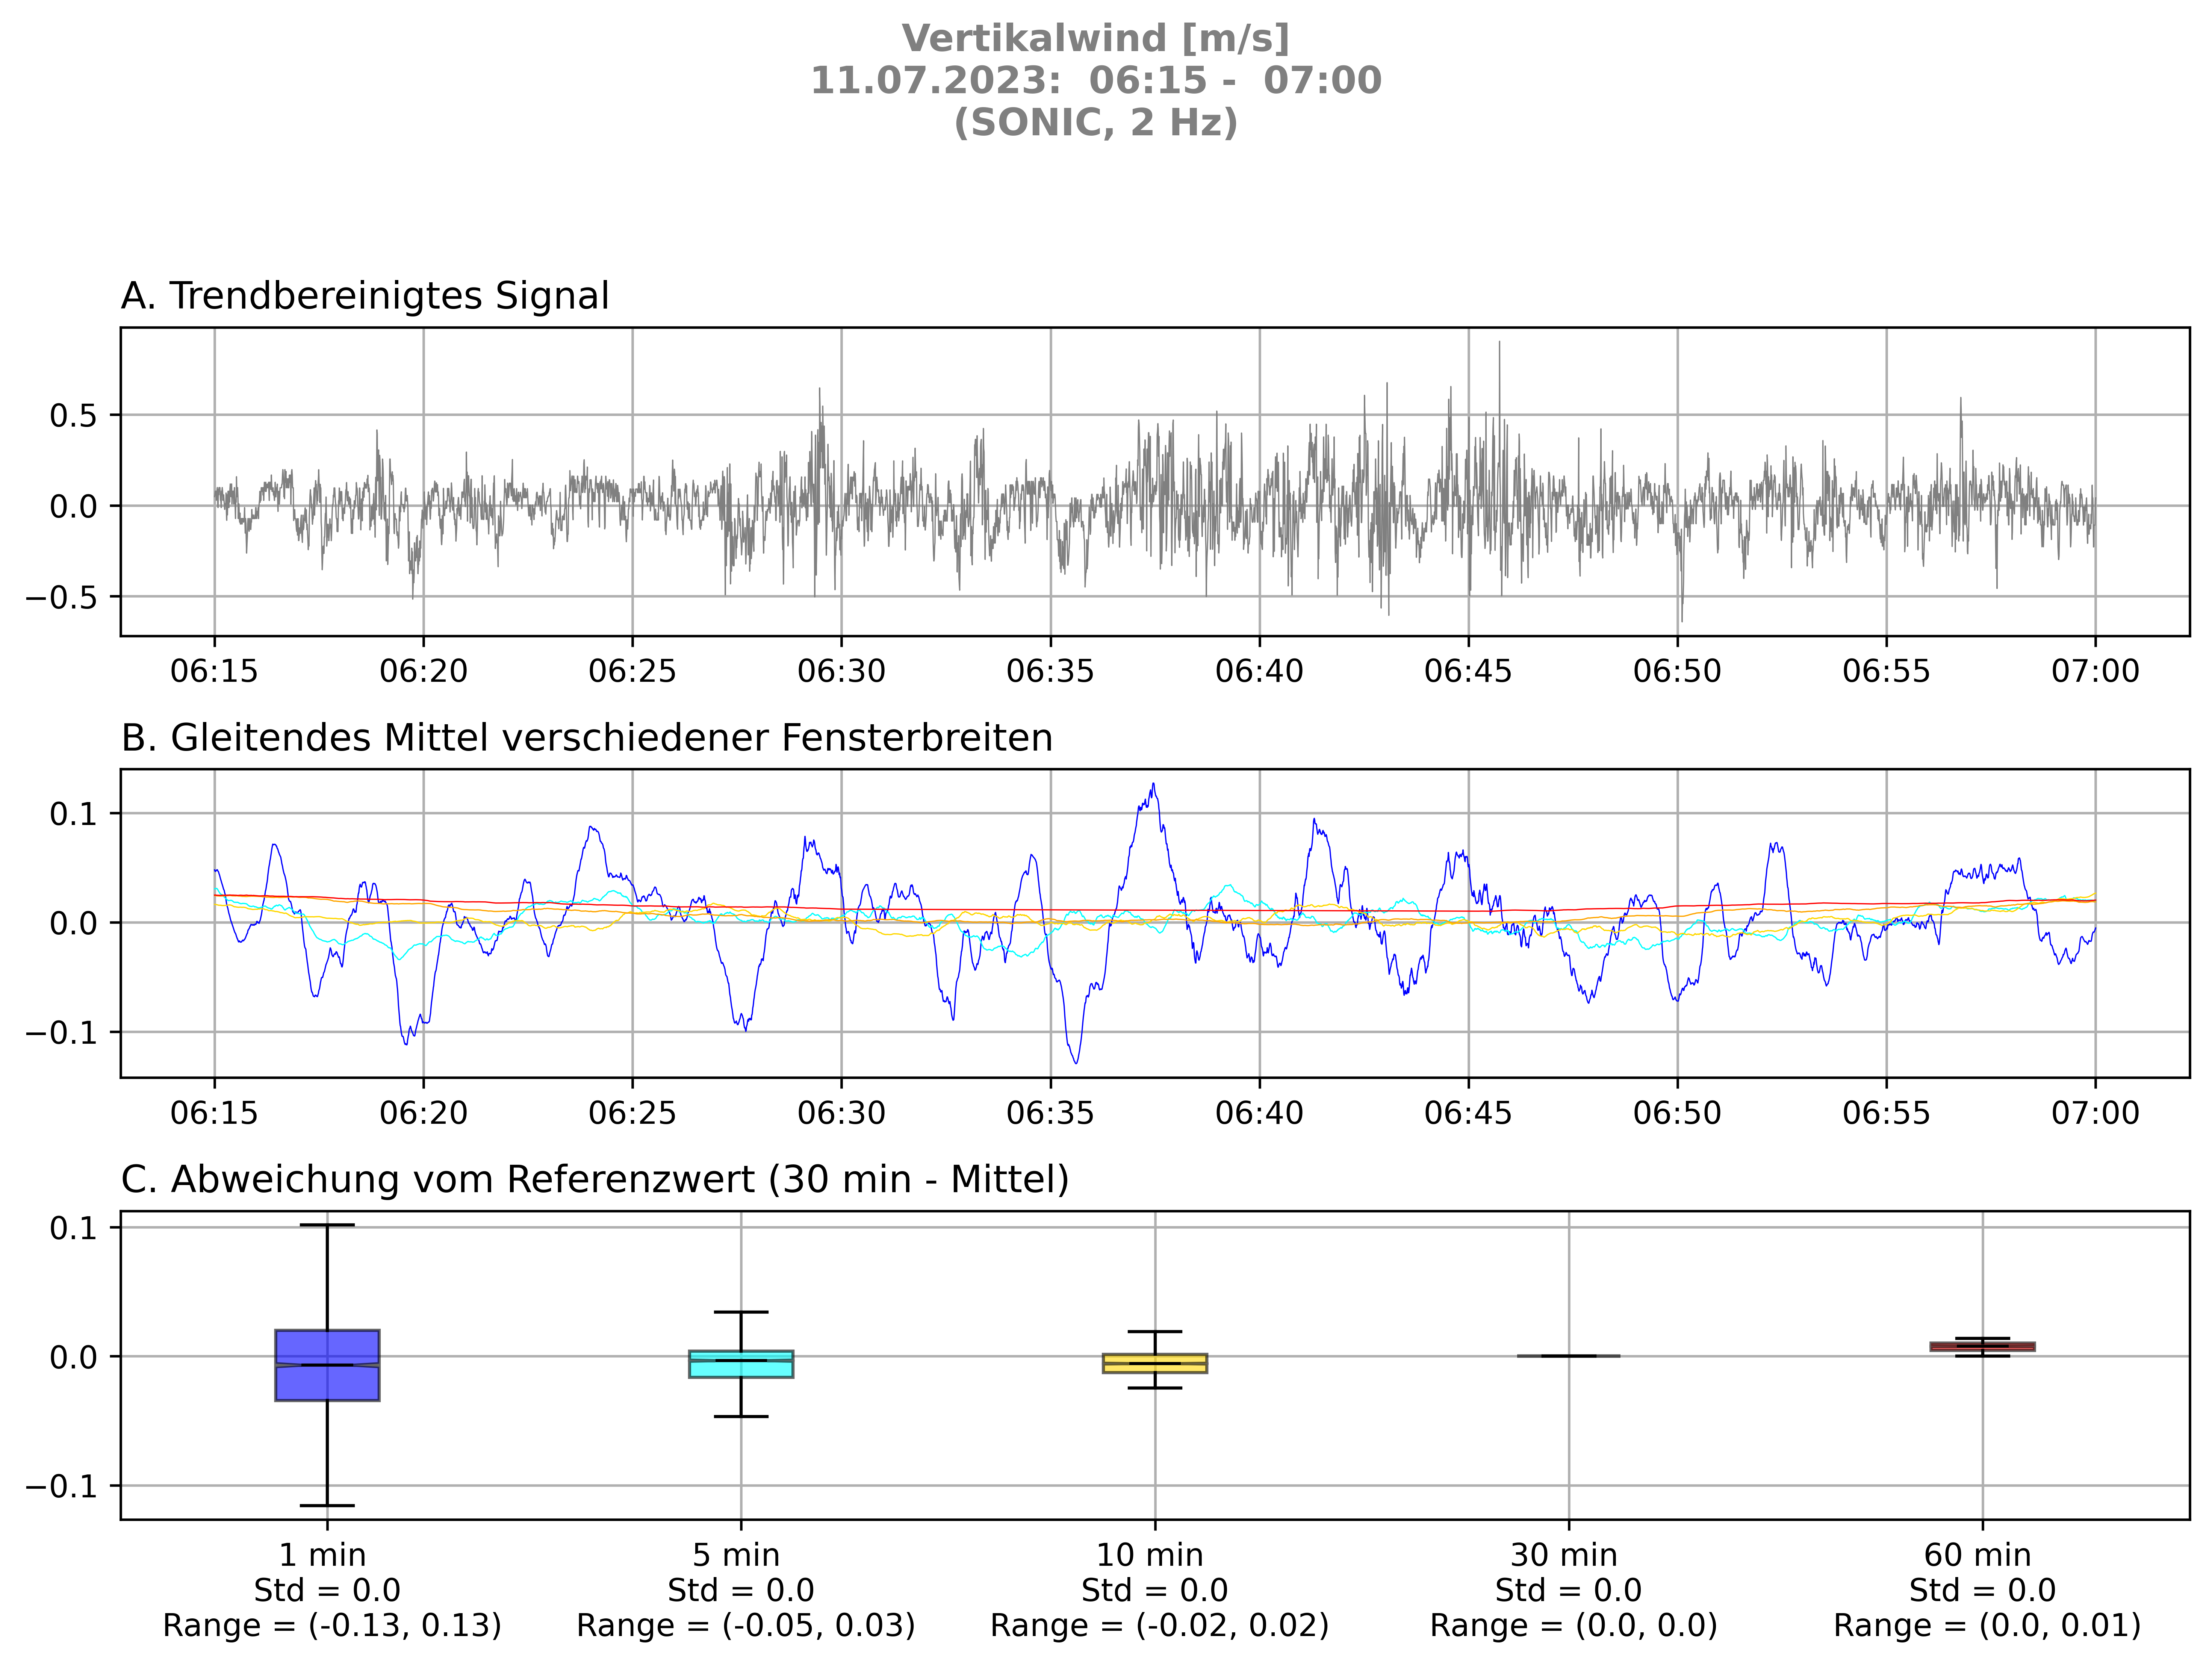 Vertikalwind [m/s]
11.07.2023:  06:15 -  07:00
(SONIC, 2 Hz)
A. Trendbereinigtes Signal
0.5
0.0
−0.5
06:15 06:20 06:25 06:30 06:35 06:40 06:45 06:50 06:55 07:00
B. Gleitendes Mittel verschiedener Fensterbreiten
0.1
0.0
−0.1
06:15 06:20 06:25 06:30 06:35 06:40 06:45 06:50 06:55 07:00
C. Abweichung vom Referenzwert (30 min - Mittel)
0.1
0.0
−0.1
1 min 5 min 10 min 30 min 60 min
Std = 0.0 Std = 0.0 Std = 0.0 Std = 0.0 Std = 0.0
Range = (-0.13, 0.13) Range = (-0.05, 0.03) Range = (-0.02, 0.02) Range = (0.0, 0.0) Range = (0.0, 0.01)